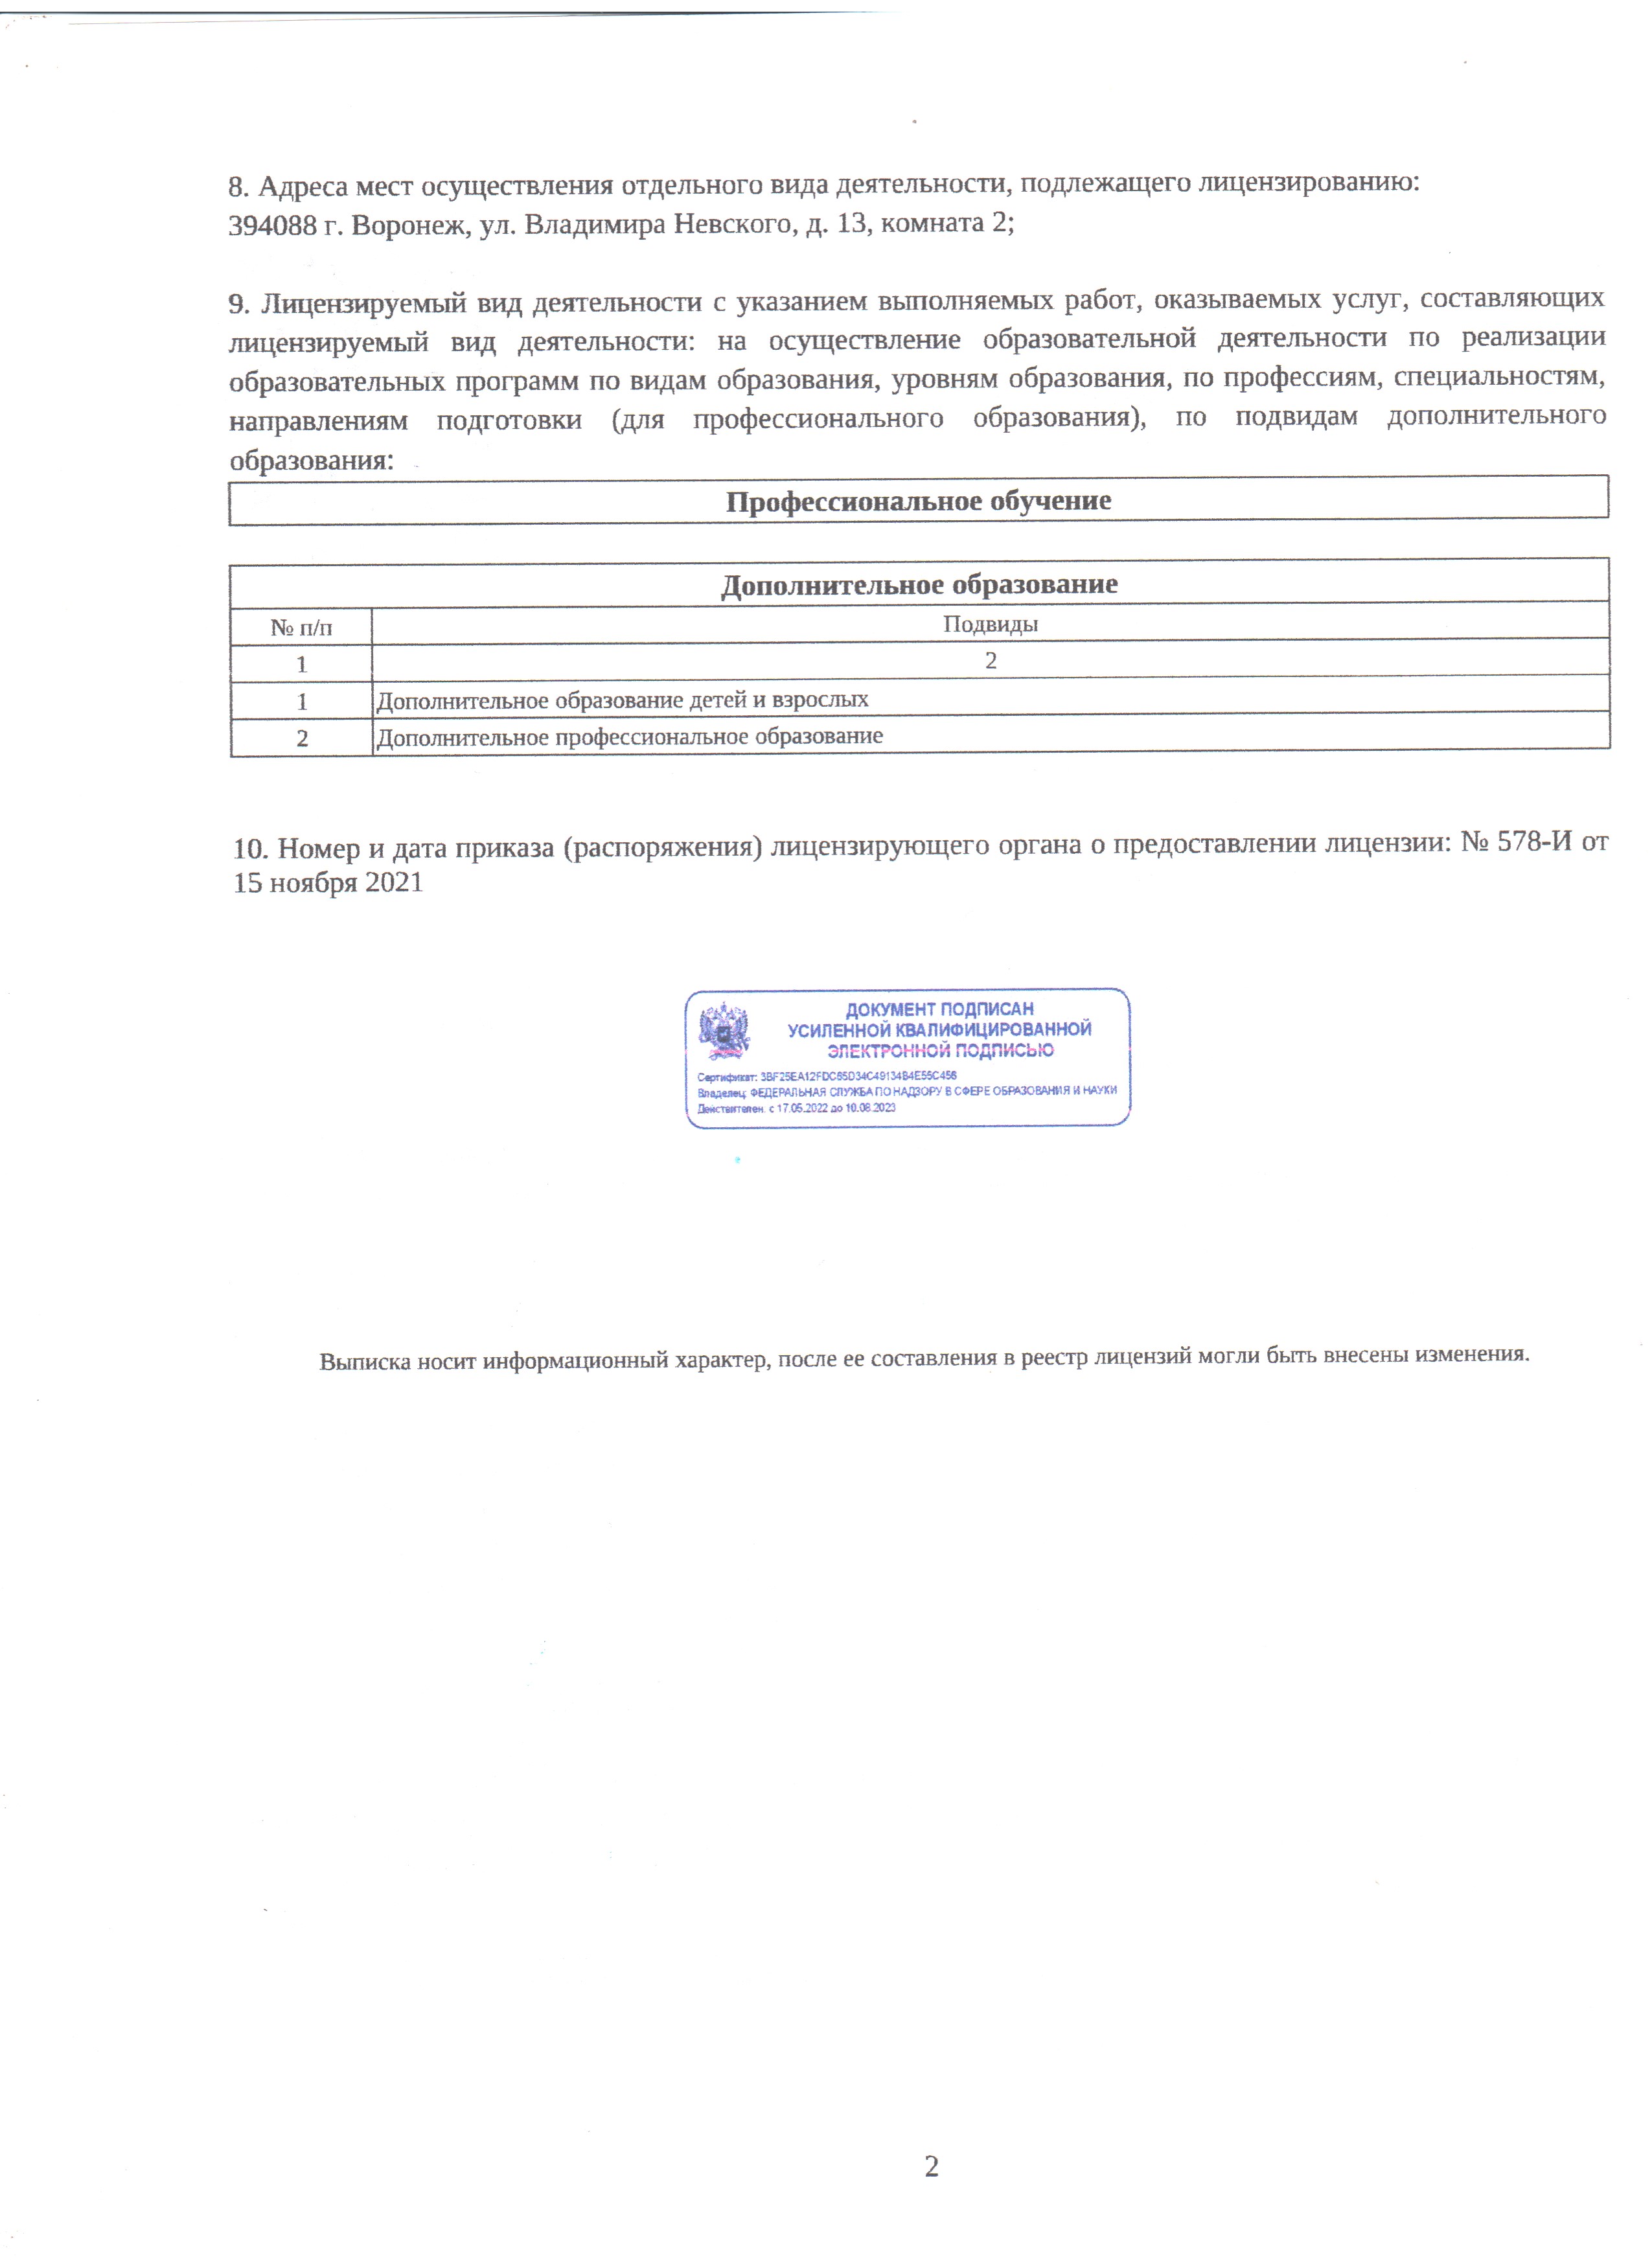 8. Адреса мест осуществления отдельного вида деятельности, подлежащего лицензированию:
394088 г. Воронеж, ул. Владимира Невского, д. 13, комната 2;
9. Лицензируемый вид деятельности с указанием выполняемых работ, оказываемых услуг, составляющих
лицензируемый вид деятельности: на осуществление образовательной деятельности по реализации
образовательных программ по видам образования, уровням образования, по профессиям, специальностям,
направлениям подготовки (для профессионального образования), по подвидам дополнительного
образования:
Профессиональное обучение
Дополнительное образование
№ п/п Подвиды
1 2
1 Дополнительное образование детей и взрослых
2 Дополнительное профессиональное образование
10. Номер и дата приказа (распоряжения) лицензирующего органа о предоставлении лицензии: № 578-И от
15 ноября 2021
ДОКУМЕНТ ПОДПИСАН
УСИЛЕННОЙ КВАЛИФИЦИРОВАННОЙ
ЭЛЕКТРОННОЙ ПОДПИСЬЮ
Сертификат:
Владелец: ФЕДЕРАЛЬНАЯ СЛУЖБА ПО НАДЗОРУ В СФЕРЕ ОБРАЗОВАНИЯ И НАУКИ
Действителен: с 17.05.2022 до 10.08.2023
Выписка носит информационный характер, после ее составления в реестр лицензий могли быть внесены изменения.
2